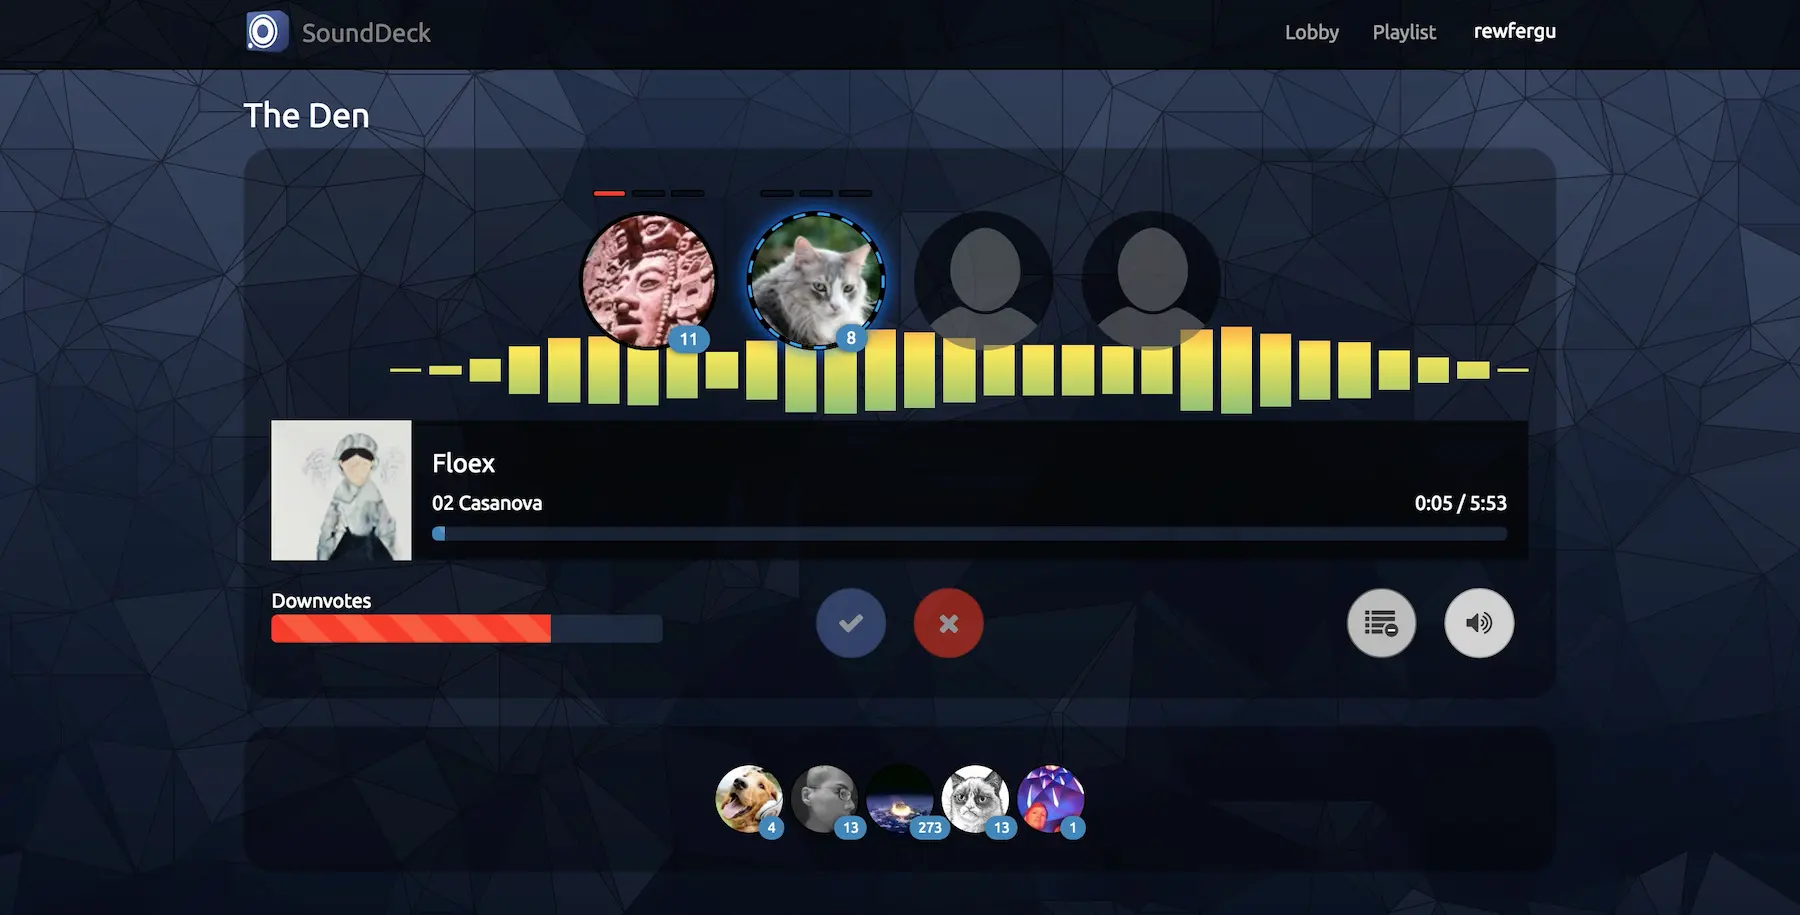 SoundDeck
Lobby
Playlist
rewfergu
The Den
11
8
Floex
02 Casanova
0:05 / 5:53
Downvotes
4
13
273
13
1